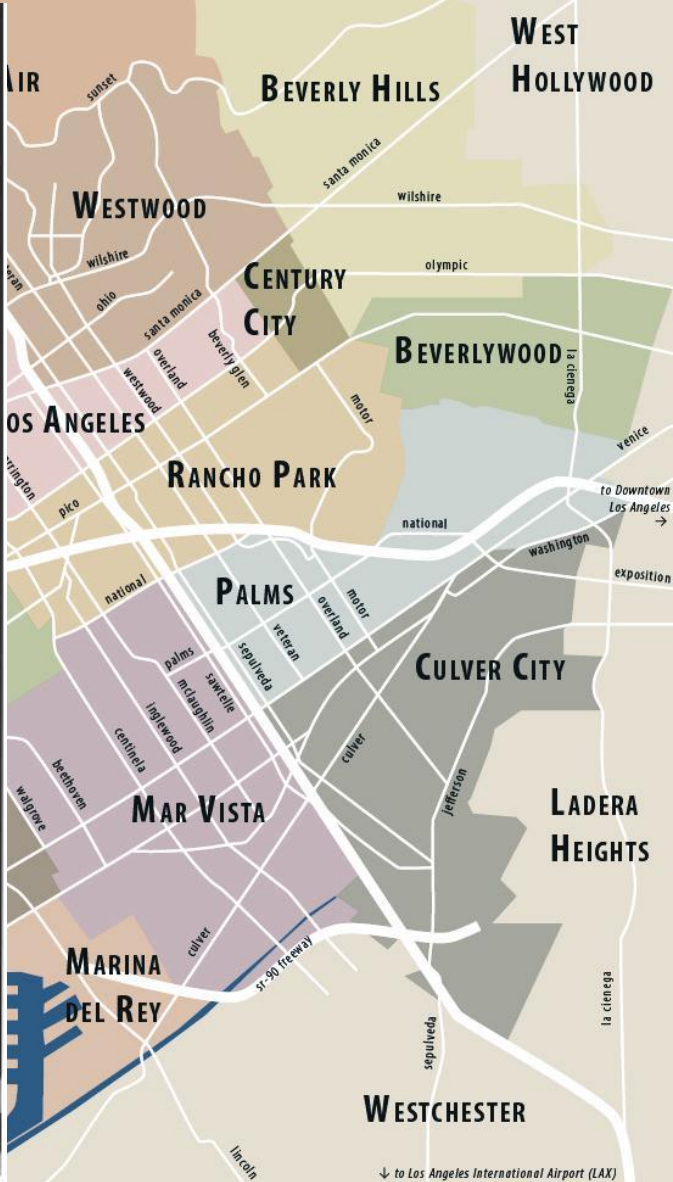 WEST
HOLLYWOOD
AIR
sunset
BEVERLY HILLS
santa monica
WESTWOOD
wilshire
wilshire
olympic
CENTURY
CITY
ohio
santa monica
BEVERLYWOOD
la cienega
westwood
overland
beverly glen
motor
OS ANGELES
venice
RANCHO PARK
pico
to Downtown
Los Angeles
→
national
washington
exposition
national
PALMS
motor
overland
veteran
sepulveda
palms
sawtelle
mclaughlin
inglewood
centinela
CULVER CITY
culver
jefferson
beethoven
walgrove
MAR VISTA
LADERA
HEIGHTS
culver
sr-90 freeway
MARINA
DEL REY
la cienega
sepulveda
WESTCHESTER
lincoln
↓ to Los Angeles International Airport (LAX)